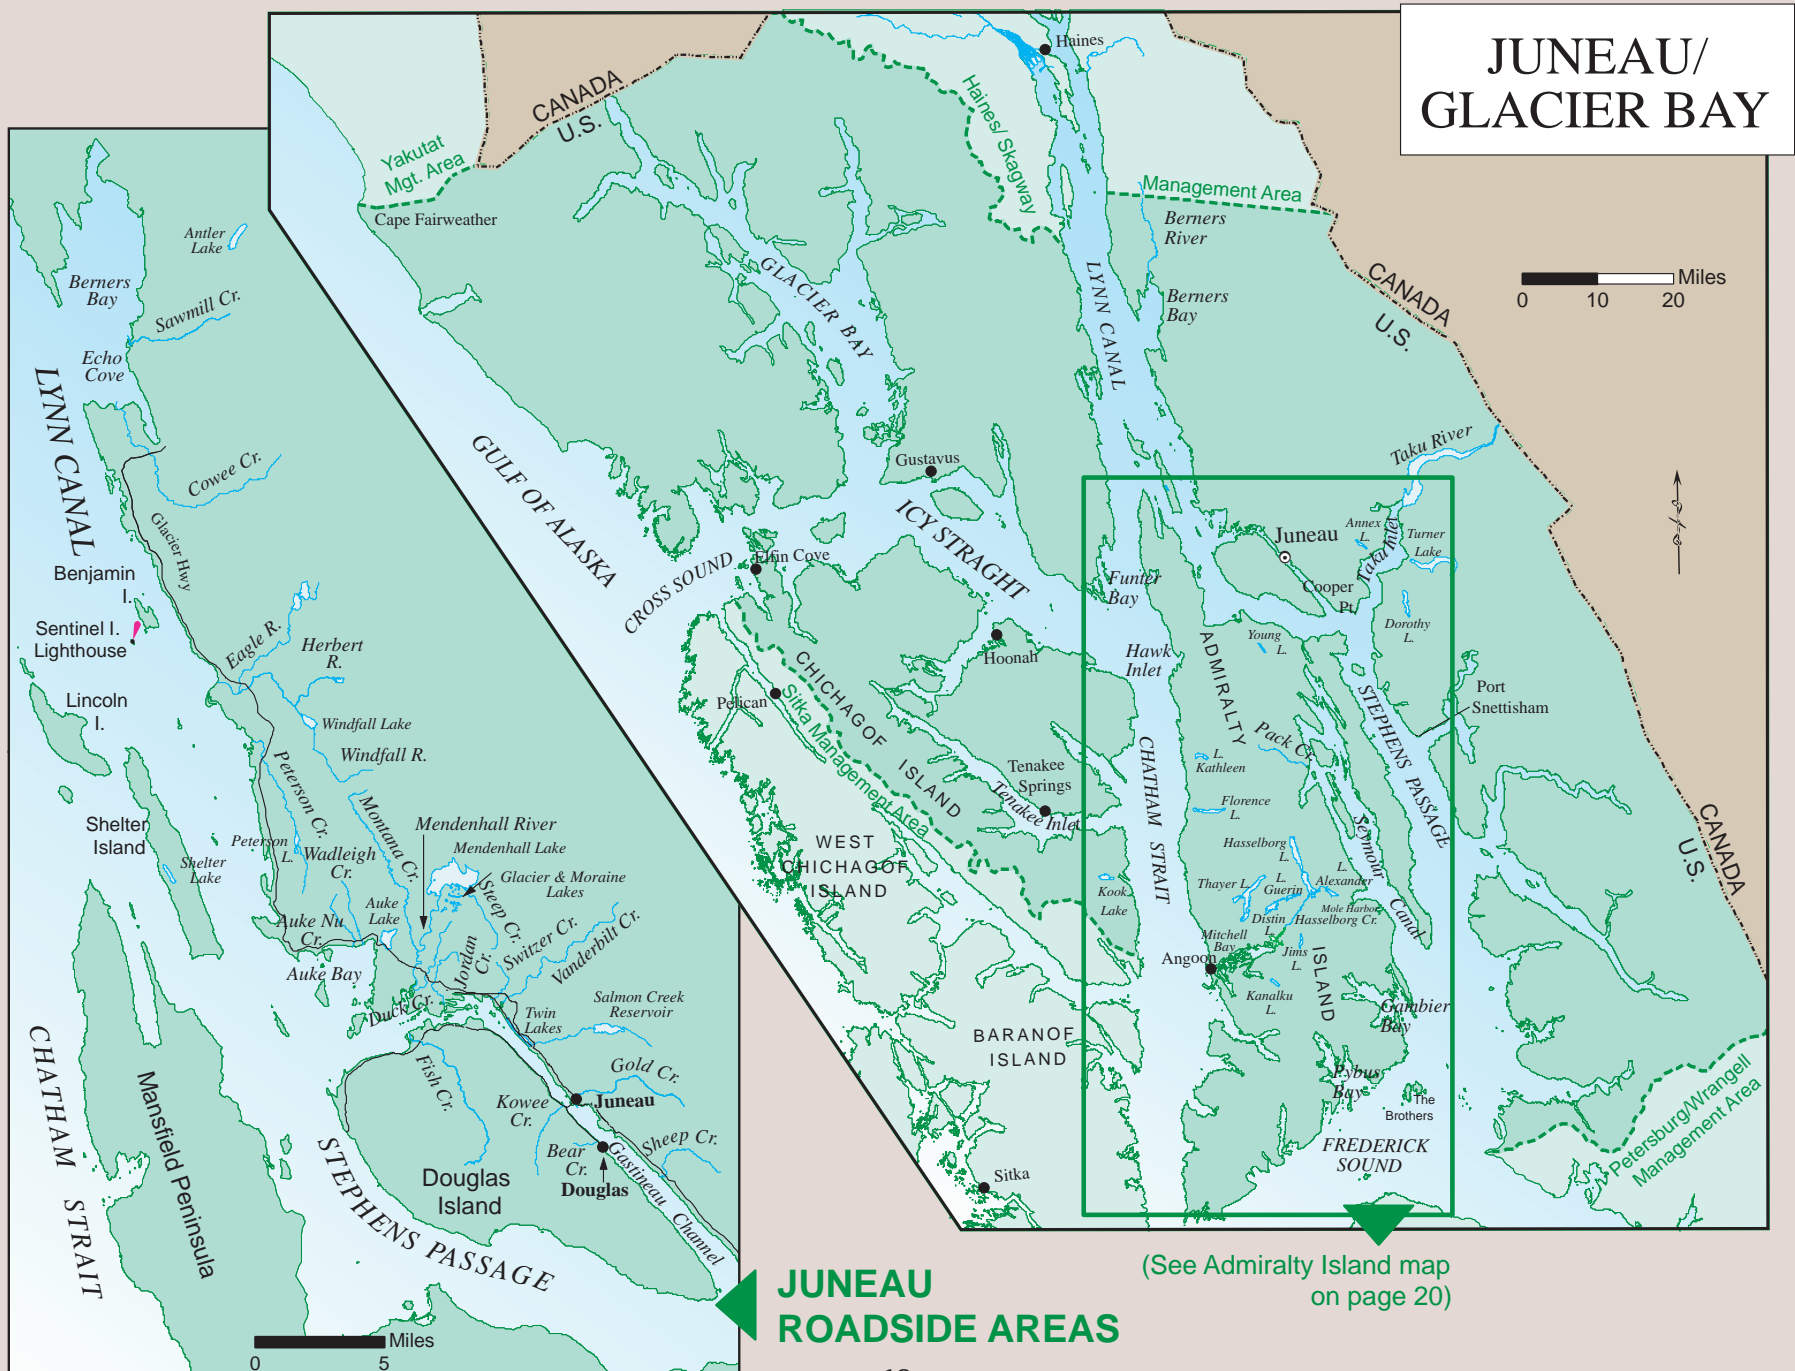 JUNEAU/
GLACIER BAY
Haines
CANADA
U.S.
Haines/ Skagway
Management Area
Yakutat
Mgt. Area
Cape Fairweather
Berners
River
GLACIER BAY
LYNN CANAL
Berners
Bay
CANADA
U.S.
Miles
0 10 20
GULF OF ALASKA
Gustavus
Taku River
ICY STRAGHT
Juneau
Annex
L.
Taku Inlet
Turner
Lake
Elfin Cove
CROSS SOUND
Funter
Bay
Cooper
Pt.
Dorothy
L.
Young
L.
Hoonah
Hawk
Inlet
ADMIRALTY
ISLAND
Pelican
CHICHAGOF
ISLAND
Sitka Management Area
Port
Snettisham
STEPHENS PASSAGE
Pack Cr.
L.
Kathleen
CHATHAM STRAIT
Tenakee
Springs
Tenakee Inlet
Florence
L.
Seymour
Canal
CANADA
U.S.
WEST
CHICHAGOF
ISLAND
Hasselborg
L.
Thayer L.
L.
Guerin
L.
Alexander
Mole Harbor
Kook
Lake
Distin
L.
Hasselborg Cr.
Mitchell
Bay
Angoon
Jims
L.
Kanalku
L.
Gambier
Bay
BARANOF
ISLAND
Pybus
Bay
The
Brothers
FREDERICK
SOUND
Petersburg/Wrangell
Management Area
Sitka
(See Admiralty Island map
on page 20)
Antler
Lake
Berners
Bay
Sawmill Cr.
Echo
Cove
LYNN CANAL
Cowee Cr.
Glacier Hwy
Benjamin
I.
Sentinel I.
Lighthouse
Eagle R.
Herbert
R.
Lincoln
I.
Windfall Lake
Windfall R.
Peterson Cr.
Montana Cr.
Mendenhall River
Mendenhall Lake
Shelter
Island
Peterson
L.
Wadleigh
Cr.
Shelter
Lake
Glacier & Moraine
Lakes
Steep Cr.
Auke
Lake
Auke Nu
Cr.
Switzer Cr.
Vanderbilt Cr.
Jordan
Cr.
Auke Bay
Duck Cr.
Twin
Lakes
Salmon Creek
Reservoir
CHATHAM STRAIT
Mansfield Peninsula
Fish Cr.
Gold Cr.
Kowee
Cr.
Juneau
Sheep Cr.
Bear
Cr.
Douglas
Gastineau Channel
Douglas
Island
STEPHENS PASSAGE
JUNEAU
ROADSIDE AREAS
Miles
0 5